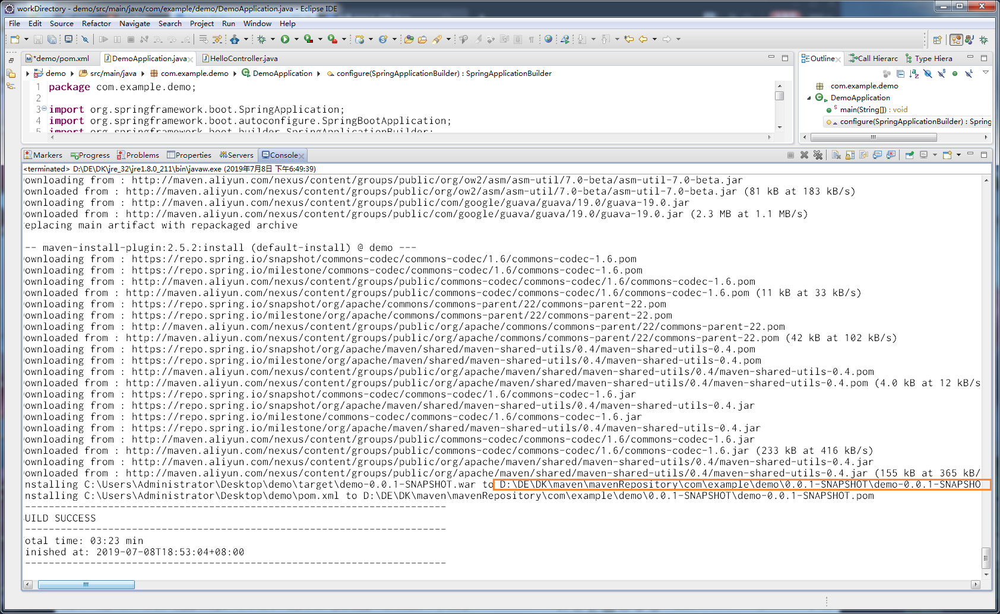 workDirectory - demo/src/main/java/com/example/demo/DemoApplication.java - Eclipse IDE
File Edit Source Refactor Navigate Search Project Run Window Help
*demo/pom.xml DemoApplication.java HelloController.java
demo src/main/java com.example.demo DemoApplication configure(SpringApplicationBuilder) : SpringApplicationBuilder
1 package com.example.demo;
2
3 import org.springframework.boot.SpringApplication;
4 import org.springframework.boot.autoconfigure.SpringBootApplication;
5 import org.springframework.boot.builder.SpringApplicationBuilder;
Outline Call Hierarc Type Hiera
com.example.demo
DemoApplication
main(String[]) : void
configure(SpringApplicationBuilder) : Spring
Markers Progress Problems Properties Servers Console
<terminated> D:\DE\DK\jre_32\jre1.8.0_211\bin\javaw.exe (2019年7月8日 下午6:49:39)
ownloading from : http://maven.aliyun.com/nexus/content/groups/public/org/ow2/asm/asm-util/7.0-beta/asm-util-7.0-beta.jar
ownloaded from : http://maven.aliyun.com/nexus/content/groups/public/org/ow2/asm/asm-util/7.0-beta/asm-util-7.0-beta.jar (81 kB at 183 kB/s)
ownloading from : http://maven.aliyun.com/nexus/content/groups/public/com/google/guava/guava/19.0/guava-19.0.jar
ownloaded from : http://maven.aliyun.com/nexus/content/groups/public/com/google/guava/guava/19.0/guava-19.0.jar (2.3 MB at 1.1 MB/s)
eplacing main artifact with repackaged archive
-- maven-install-plugin:2.5.2:install (default-install) @ demo ---
ownloading from : https://repo.spring.io/snapshot/commons-codec/commons-codec/1.6/commons-codec-1.6.pom
ownloading from : https://repo.spring.io/milestone/commons-codec/commons-codec/1.6/commons-codec-1.6.pom
ownloading from : http://maven.aliyun.com/nexus/content/groups/public/commons-codec/commons-codec/1.6/commons-codec-1.6.pom
ownloaded from : http://maven.aliyun.com/nexus/content/groups/public/commons-codec/commons-codec/1.6/commons-codec-1.6.pom (11 kB at 33 kB/s)
ownloading from : https://repo.spring.io/snapshot/org/apache/commons/commons-parent/22/commons-parent-22.pom
ownloading from : https://repo.spring.io/milestone/org/apache/commons/commons-parent/22/commons-parent-22.pom
ownloading from : http://maven.aliyun.com/nexus/content/groups/public/org/apache/commons/commons-parent/22/commons-parent-22.pom
ownloaded from : http://maven.aliyun.com/nexus/content/groups/public/org/apache/commons/commons-parent/22/commons-parent-22.pom (42 kB at 102 kB/s)
ownloading from : https://repo.spring.io/snapshot/org/apache/maven/shared/maven-shared-utils/0.4/maven-shared-utils-0.4.pom
ownloading from : https://repo.spring.io/milestone/org/apache/maven/shared/maven-shared-utils/0.4/maven-shared-utils-0.4.pom
ownloading from : http://maven.aliyun.com/nexus/content/groups/public/org/apache/maven/shared/maven-shared-utils/0.4/maven-shared-utils-0.4.pom
ownloaded from : http://maven.aliyun.com/nexus/content/groups/public/org/apache/maven/shared/maven-shared-utils/0.4/maven-shared-utils-0.4.pom (4.0 kB at 12 kB/s
ownloading from : https://repo.spring.io/snapshot/commons-codec/commons-codec/1.6/commons-codec-1.6.jar
ownloading from : https://repo.spring.io/snapshot/org/apache/maven/shared/maven-shared-utils/0.4/maven-shared-utils-0.4.jar
ownloading from : https://repo.spring.io/milestone/commons-codec/commons-codec/1.6/commons-codec-1.6.jar
ownloading from : https://repo.spring.io/milestone/org/apache/maven/shared/maven-shared-utils/0.4/maven-shared-utils-0.4.jar
ownloading from : http://maven.aliyun.com/nexus/content/groups/public/commons-codec/commons-codec/1.6/commons-codec-1.6.jar
ownloaded from : http://maven.aliyun.com/nexus/content/groups/public/commons-codec/commons-codec/1.6/commons-codec-1.6.jar (233 kB at 416 kB/s)
ownloading from : http://maven.aliyun.com/nexus/content/groups/public/org/apache/maven/shared/maven-shared-utils/0.4/maven-shared-utils-0.4.jar
ownloaded from : http://maven.aliyun.com/nexus/content/groups/public/org/apache/maven/shared/maven-shared-utils/0.4/maven-shared-utils-0.4.jar (155 kB at 365 kB/
nstalling C:\Users\Administrator\Desktop\demo\target\demo-0.0.1-SNAPSHOT.war to D:\DE\DK\maven\mavenRepository\com\example\demo\0.0.1-SNAPSHOT\demo-0.0.1-SNAPSHO
nstalling C:\Users\Administrator\Desktop\demo\pom.xml to D:\DE\DK\maven\mavenRepository\com\example\demo\0.0.1-SNAPSHOT\demo-0.0.1-SNAPSHOT.pom
-----------------------------------------------------------------------
UILD SUCCESS
-----------------------------------------------------------------------
otal time: 03:23 min
inished at: 2019-07-08T18:53:04+08:00
-----------------------------------------------------------------------